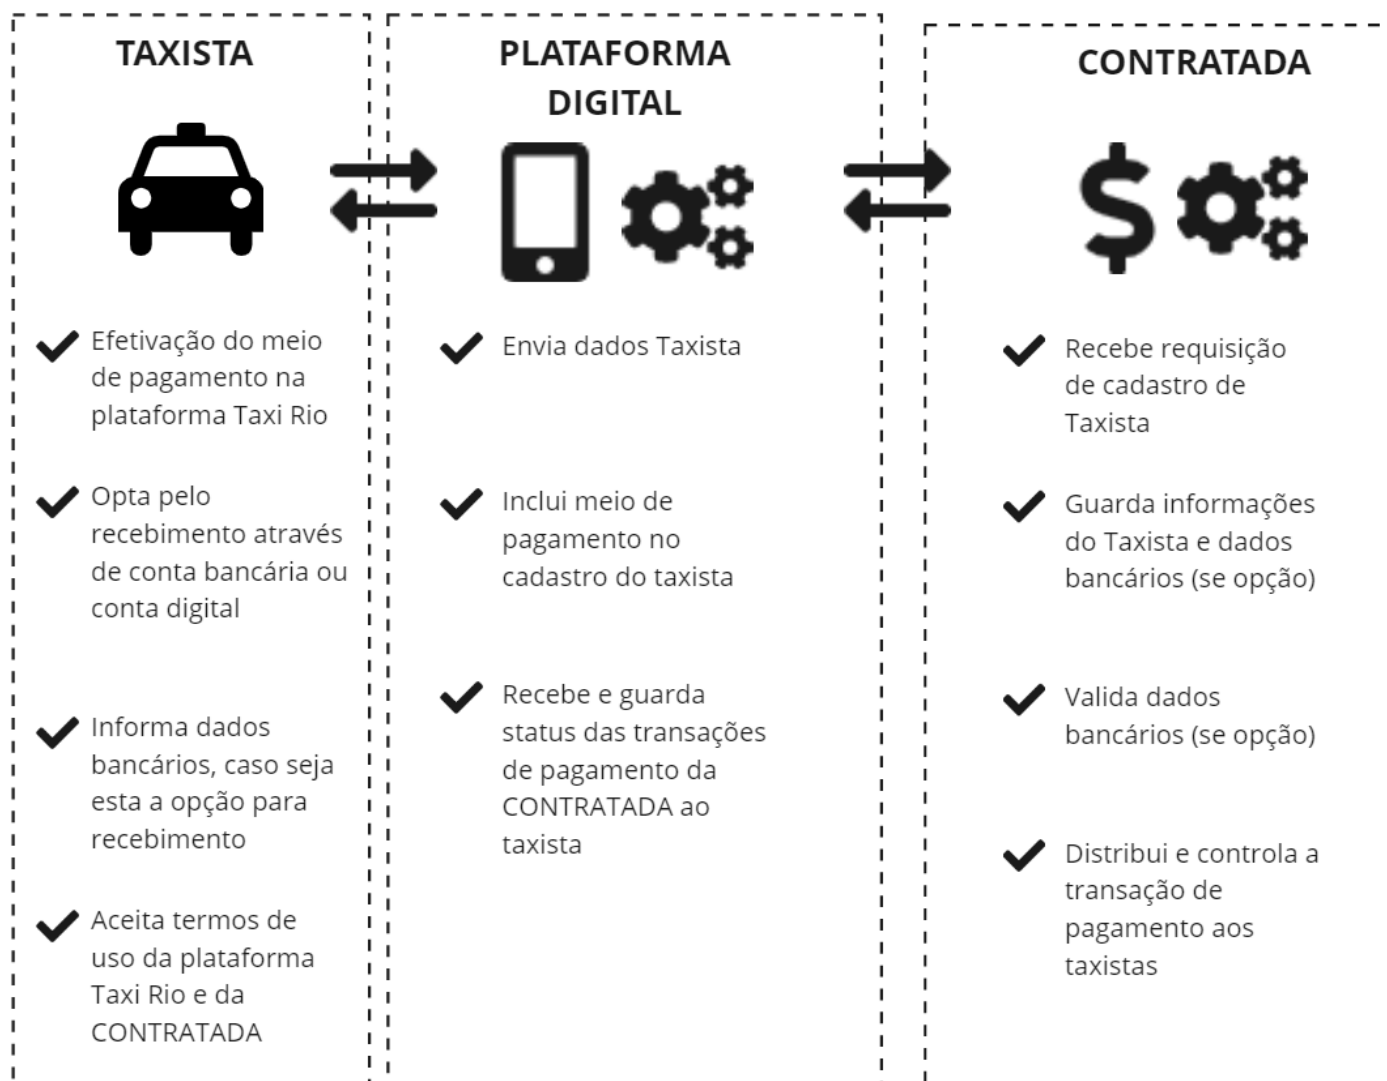 TAXISTA
Efetivação do meio
de pagamento na
plataforma Taxi Rio
Opta pelo
recebimento através
de conta bancária ou
conta digital
Informa dados
bancários, caso seja
esta a opção para
recebimento
Aceita termos de
uso da plataforma
Taxi Rio e da
CONTRATADA
PLATAFORMA
DIGITAL
Envia dados Taxista
Inclui meio de
pagamento no
cadastro do taxista
Recebe e guarda
status das transações
de pagamento da
CONTRATADA ao
taxista
CONTRATADA
$
Recebe requisição
de cadastro de
Taxista
Guarda informações
do Taxista e dados
bancários (se opção)
Valida dados
bancários (se opção)
Distribui e controla a
transação de
pagamento aos
taxistas